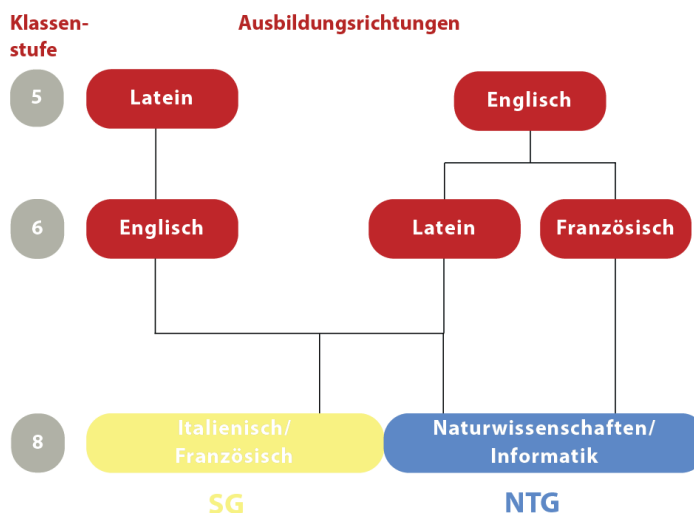 Klassen-
stufe
Ausbildungsrichtungen
5
Latein
Englisch
6
Englisch
Latein
Französisch
8
Italienisch/
Französisch
Naturwissenschaften/
Informatik
SG
NTG